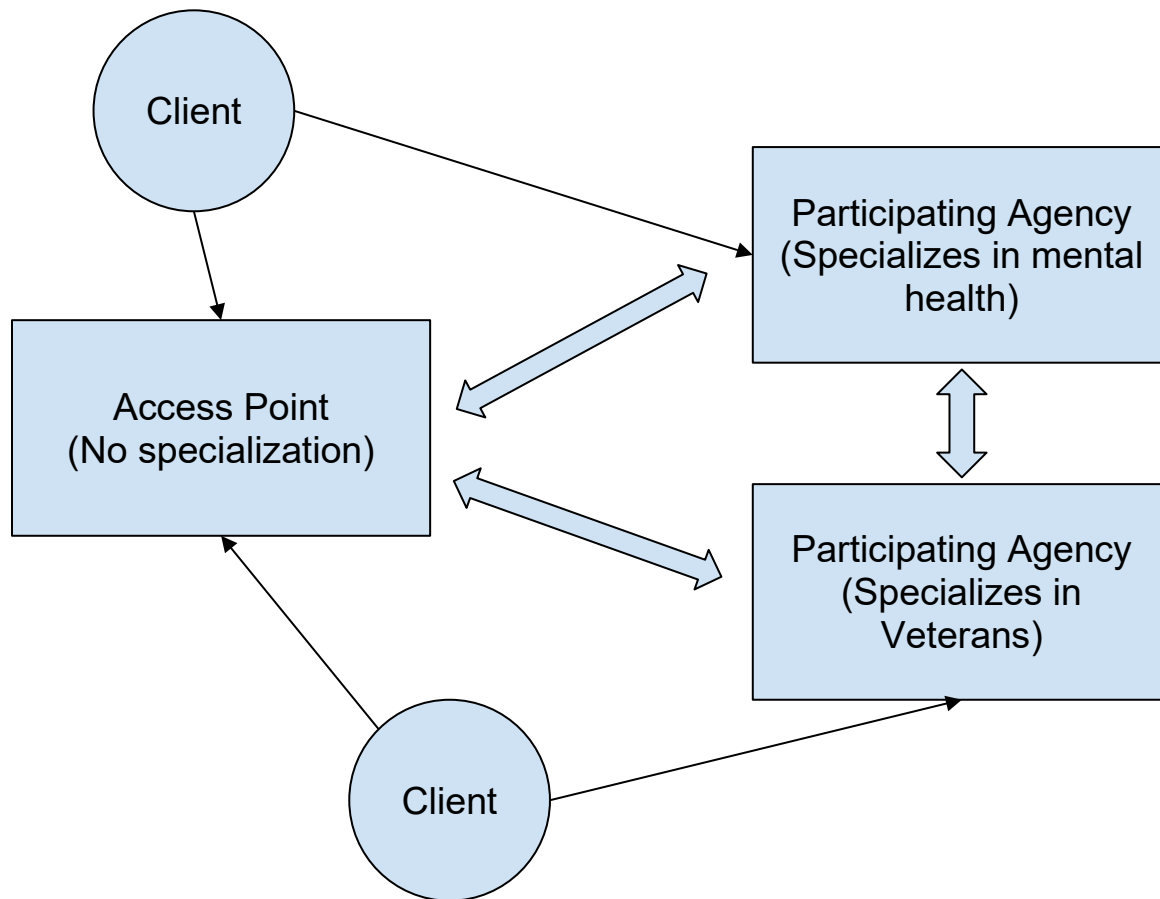 Client
Participating Agency
(Specializes in mental
health)
Access Point
(No specialization)
Participating Agency
(Specializes in
Veterans)
Client